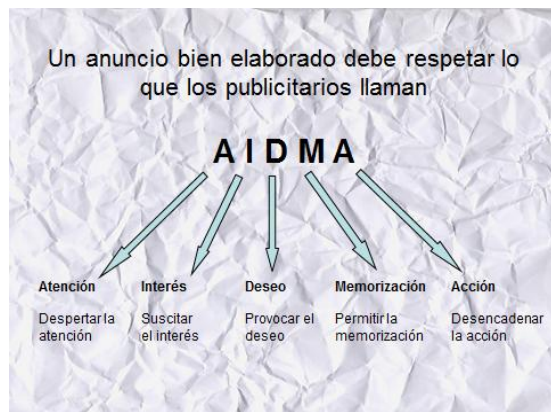 Un anuncio bien elaborado debe respetar lo
que los publicitarios llaman
A I D M A
Atención
Despertar la
atención
Interés
Suscitar
el interés
Deseo
Provocar el
deseo
Memorización
Permitir la
memorización
Acción
Desencadenar
la acción